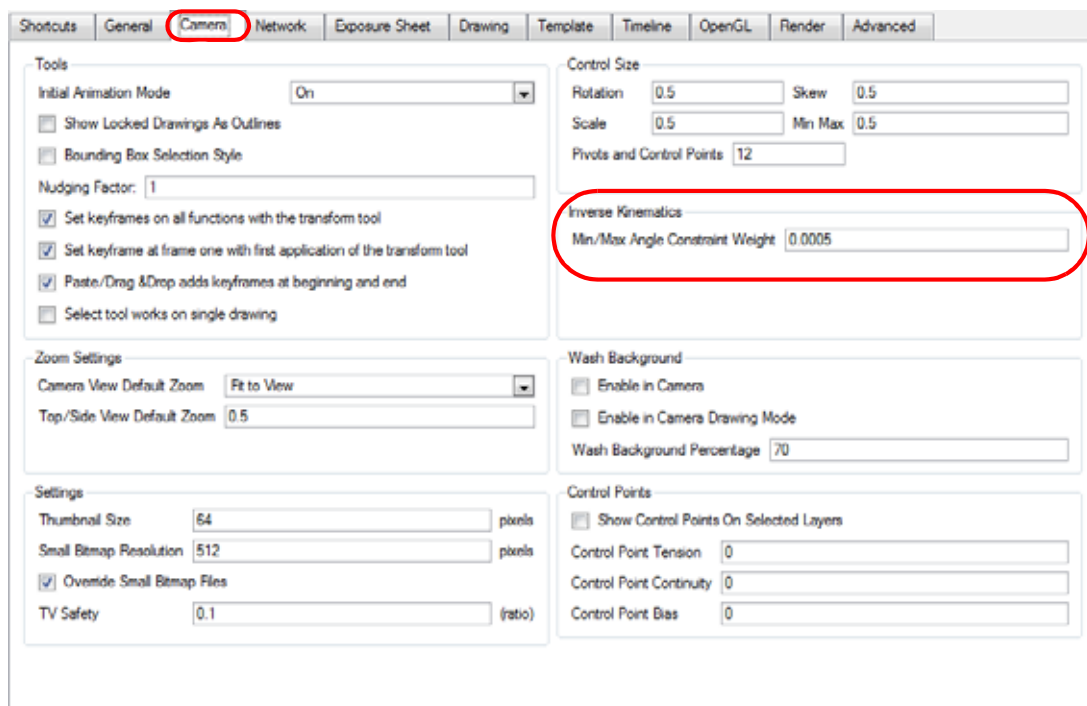 Shortcuts General Camera Network Exposure Sheet Drawing Template Timeline OpenGL Render Advanced
Tools
Initial Animation Mode On
Show Locked Drawings As Outlines
Bounding Box Selection Style
Nudging Factor: 1
Set keyframes on all functions with the transform tool
Set keyframe at frame one with first application of the transform tool
Paste/Drag &Drop adds keyframes at beginning and end
Select tool works on single drawing
Control Size
Rotation 0.5 Skew 0.5
Scale 0.5 Min Max 0.5
Pivots and Control Points 12
Inverse Kinematics
Min/Max Angle Constraint Weight 0.0005
Zoom Settings
Camera View Default Zoom Fit to View
Top/Side View Default Zoom 0.5
Wash Background
Enable in Camera
Enable in Camera Drawing Mode
Wash Background Percentage 70
Settings
Thumbnail Size 64 pixels
Small Bitmap Resolution 512 pixels
Override Small Bitmap Files
TV Safety 0.1 (ratio)
Control Points
Show Control Points On Selected Layers
Control Point Tension 0
Control Point Continuity 0
Control Point Bias 0